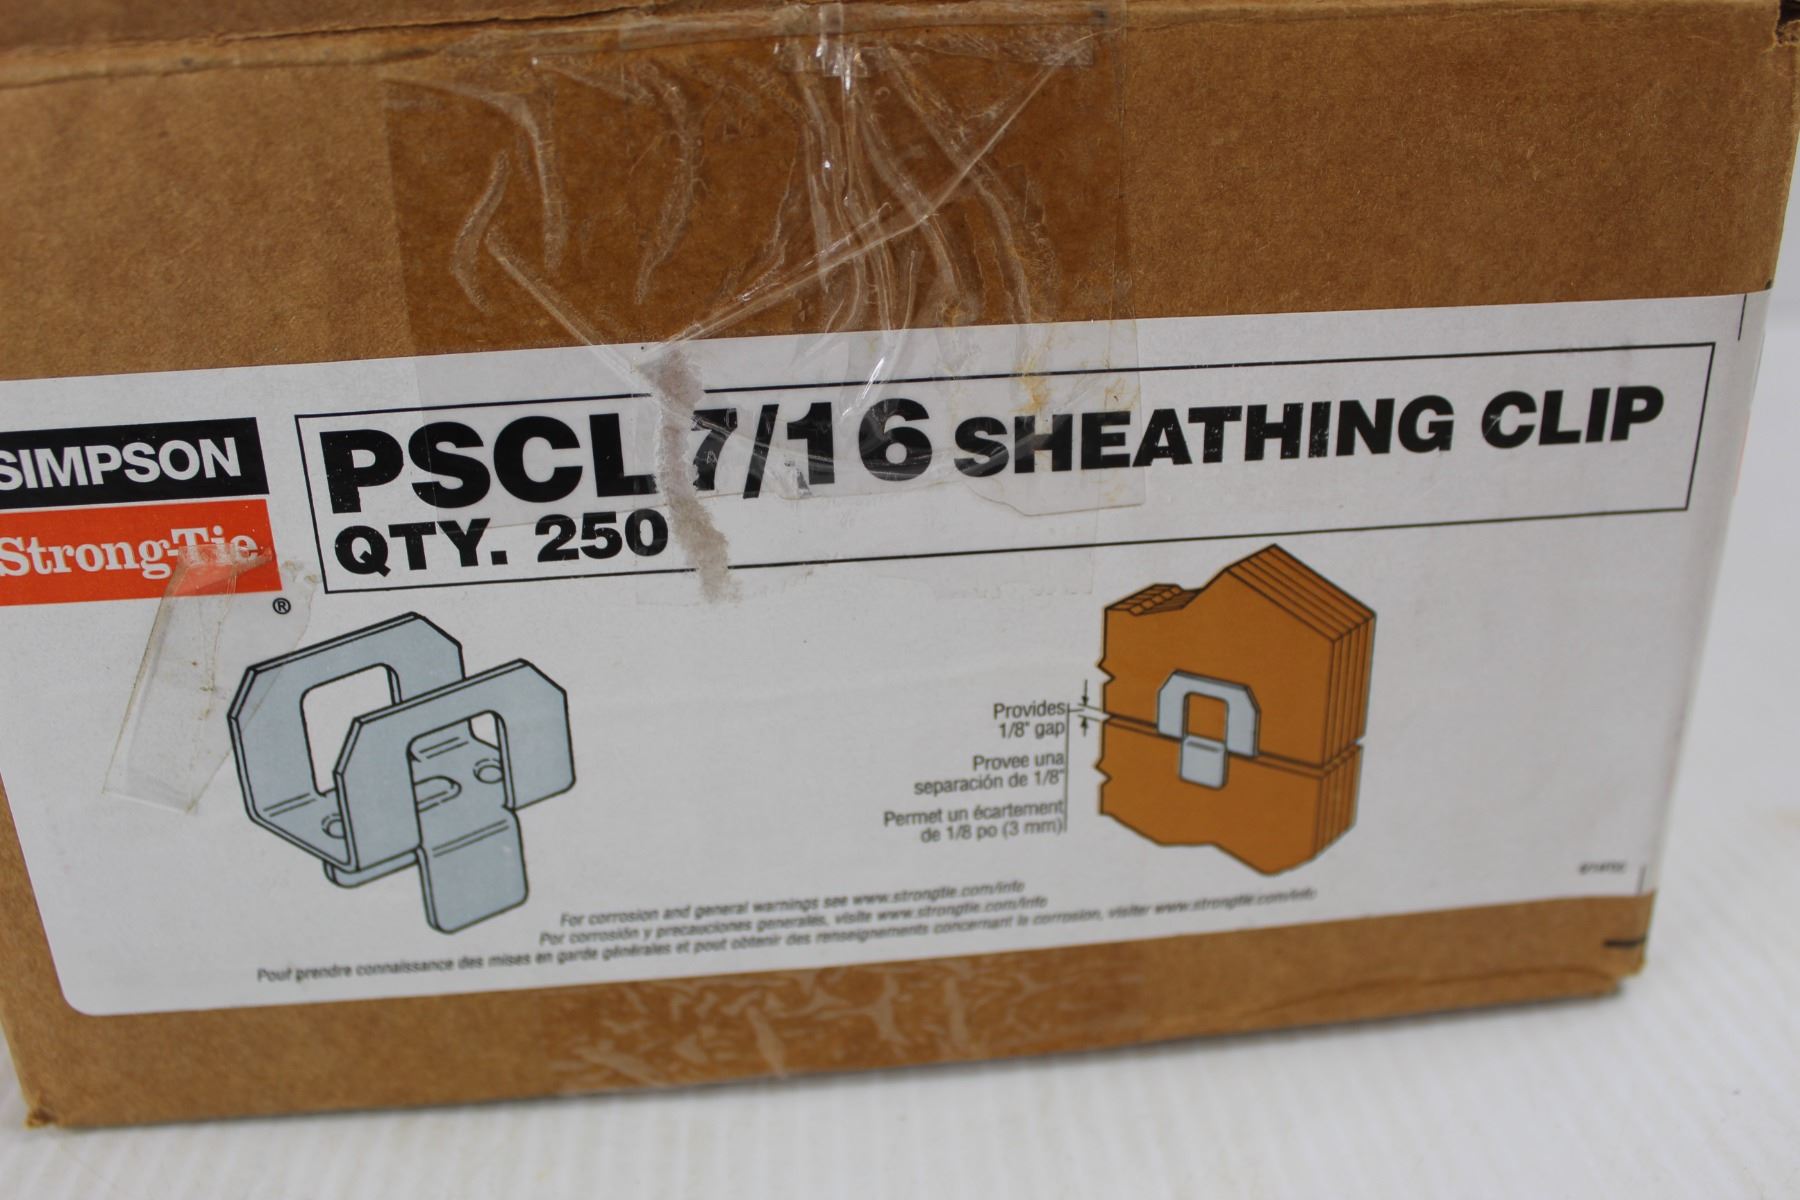 SIMPSON
Strong-Tie
®
PSCL7/16 SHEATHING CLIP
QTY. 250
Provides
1/8" gap
Provee una
separación de 1/8"
Permet un écartement
de 1/8 po (3 mm)
For corrosion and general warnings see www.strongtie.com/info
Por corrosión y precauciones generales, visite www.strongtie.com/info
Pour prendre connaissance des mises en garde générales et pout obtenir des renseignements concernant la corrosion, visiter www.strongtie.com/info